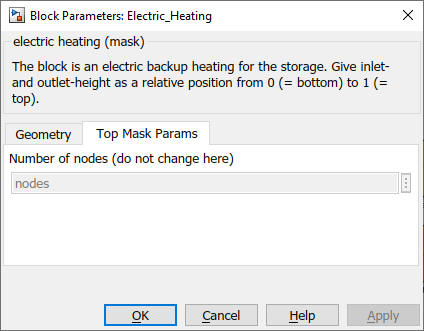 Block Parameters: Electric_Heating
electric heating (mask)
The block is an electric backup heating for the storage. Give inlet-
and outlet-height as a relative position from 0 (= bottom) to 1 (=
top).
Geometry Top Mask Params
Number of nodes (do not change here)
nodes
OK Cancel Help Apply